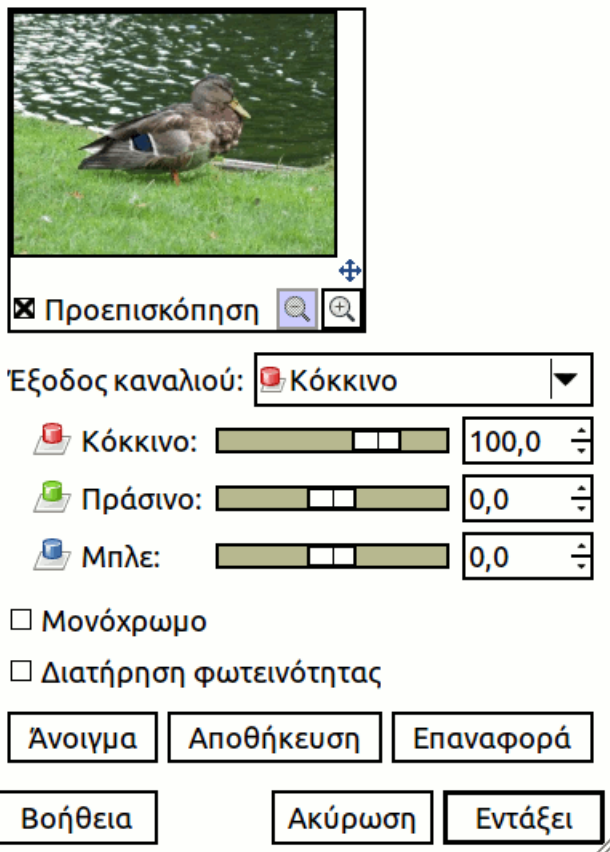 Προεπισκόπηση
Έξοδος καναλιού: Κόκκινο
Κόκκινο: 100,0
Πράσινο: 0,0
Μπλε: 0,0
Μονόχρωμο
Διατήρηση φωτεινότητας
Άνοιγμα Αποθήκευση Επαναφορά
Βοήθεια Ακύρωση Εντάξει